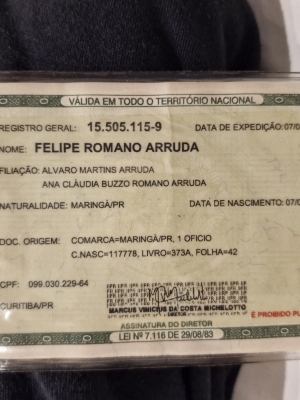 VÁLIDA EM TODO O TERRITÓRIO NACIONAL
REGISTRO GERAL: 15.505.115-9 DATA DE EXPEDIÇÃO: 07/0
NOME: FELIPE ROMANO ARRUDA
FILIAÇÃO: ALVARO MARTINS ARRUDA
ANA CLÁUDIA BUZZO ROMANO ARRUDA
NATURALIDADE: MARINGÁ/PR DATA DE NASCIMENTO: 07/0
DOC. ORIGEM: COMARCA=MARINGÁ/PR, 1 OFICIO
C.NASC=117778, LIVRO=373A, FOLHA=42
CPF: 099.030.229-64
CURITIBA/PR
MARCUS VINICIUS DA COSTA MICHELOTTO
DIRETOR
É PROIBIDO PL
ASSINATURA DO DIRETOR
LEI Nº 7.116 DE 29/08/83